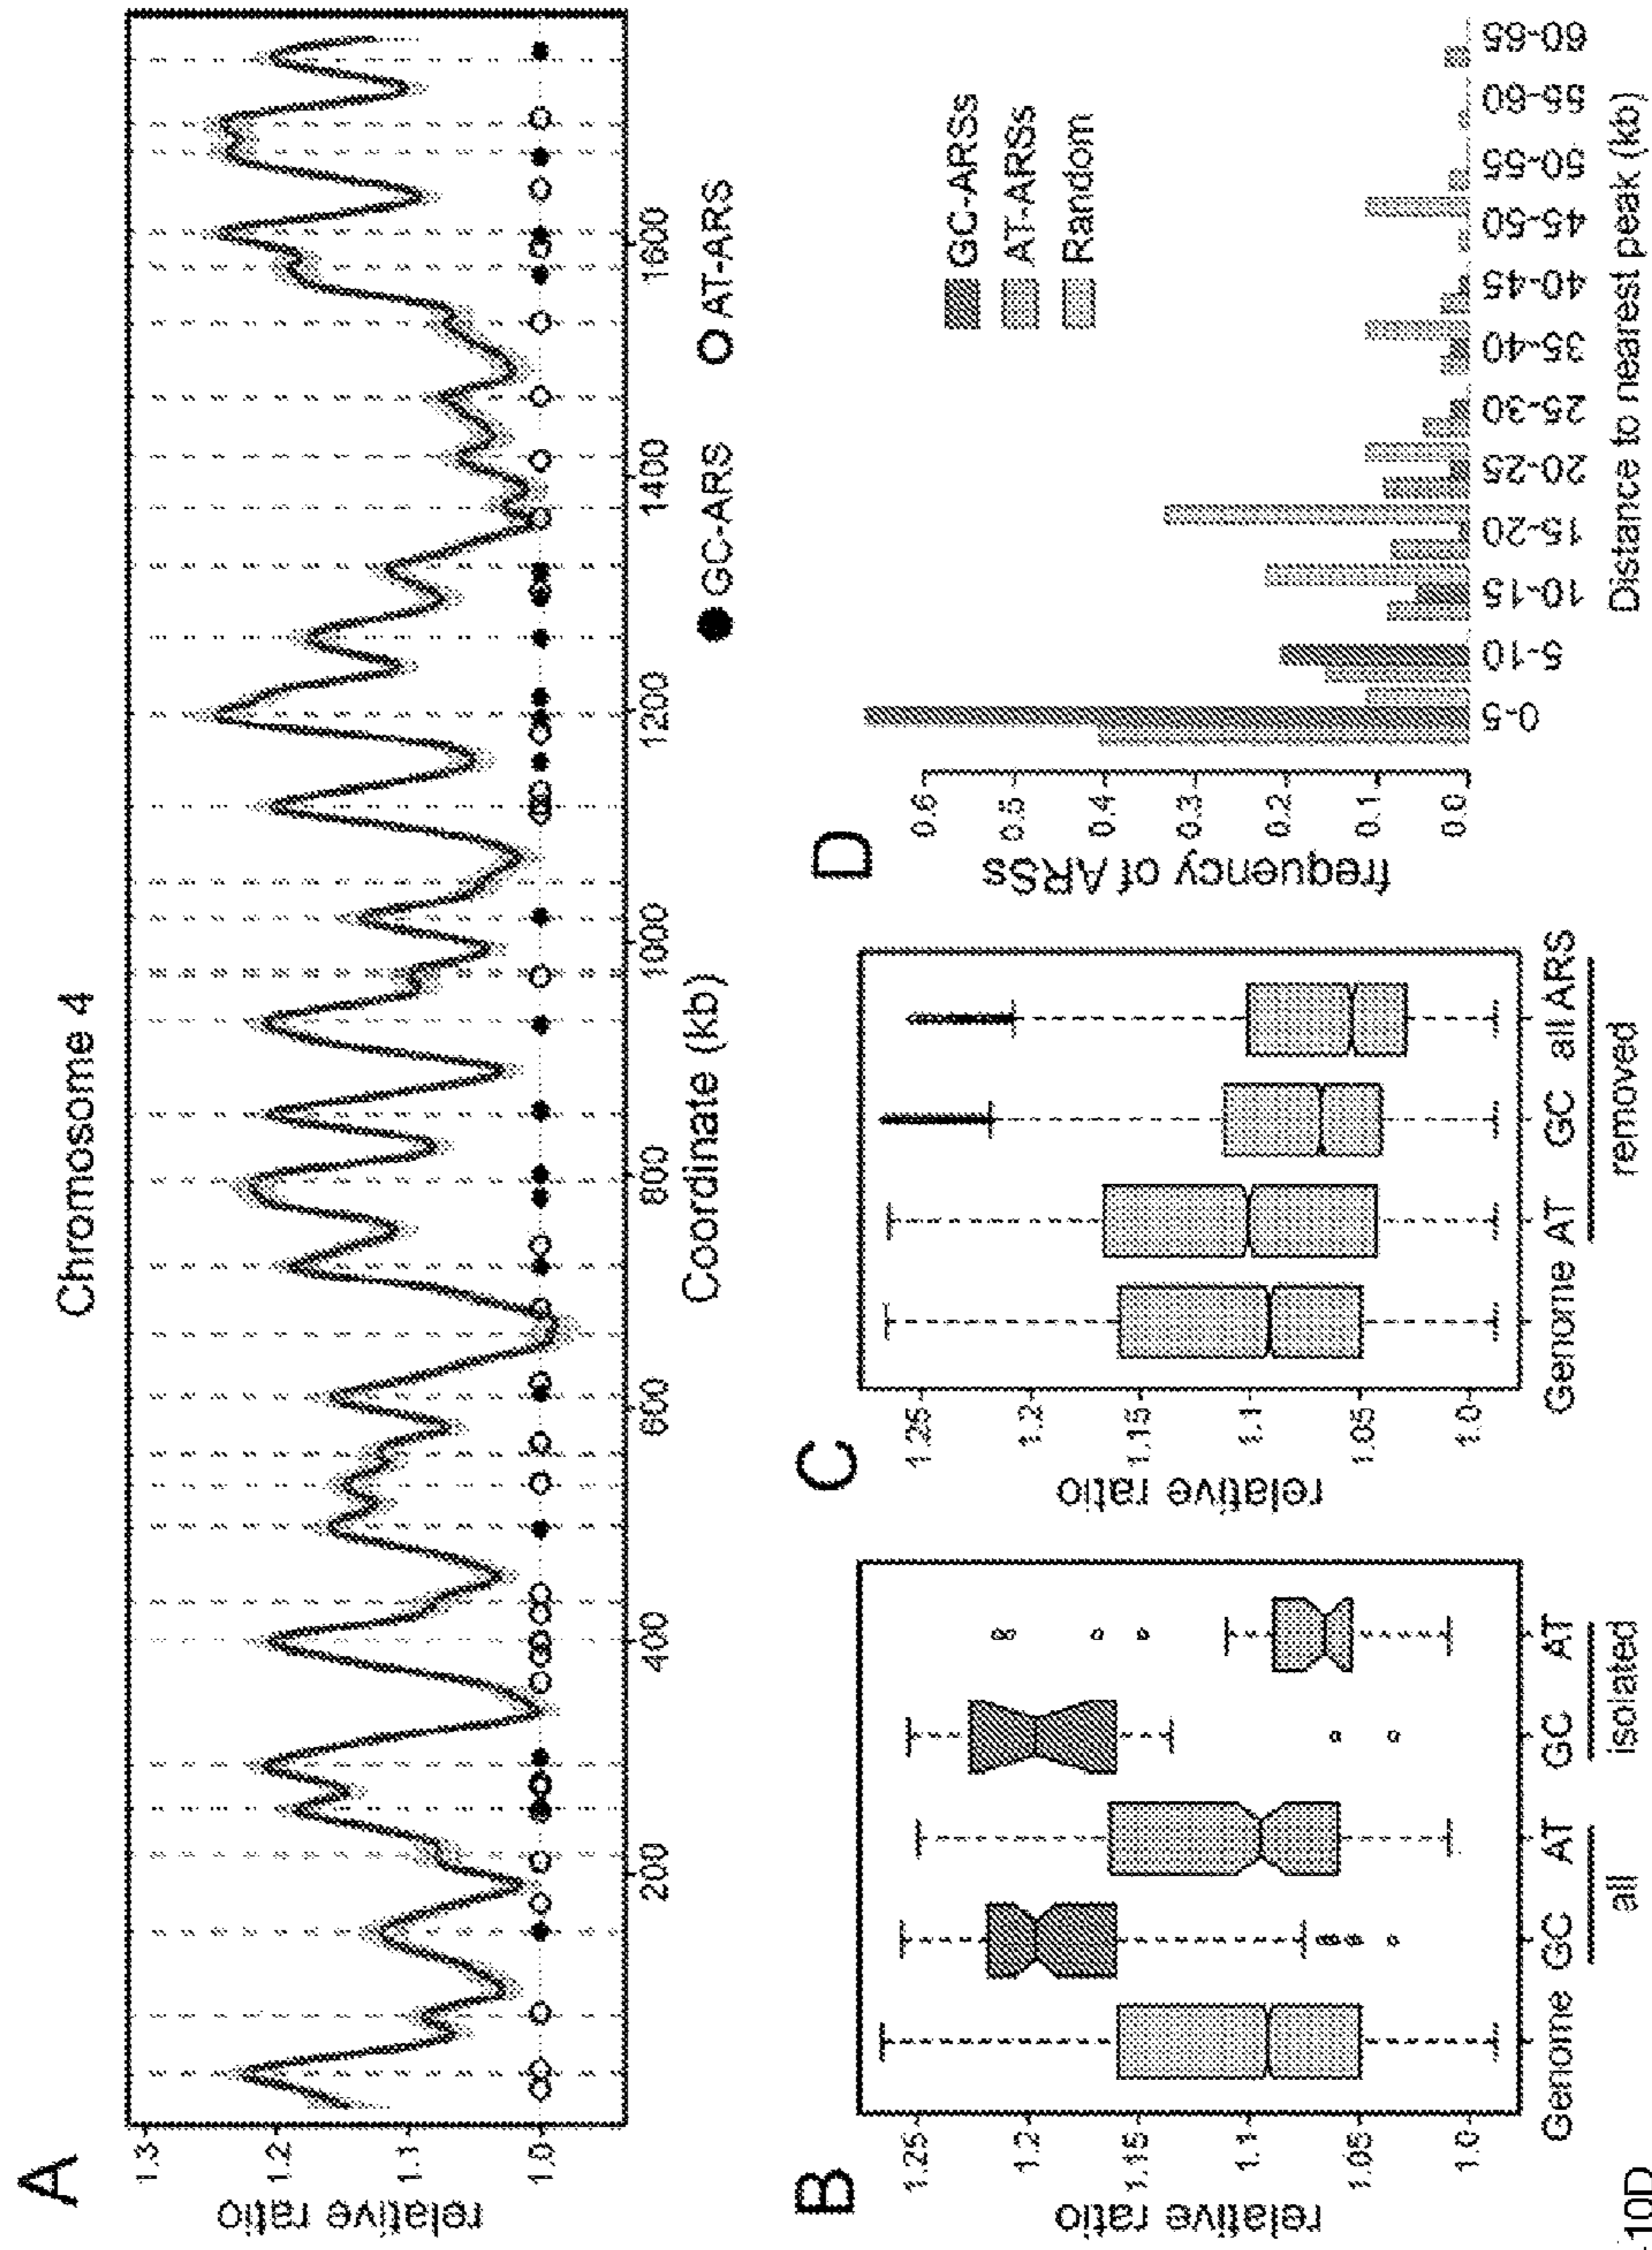 Chromosome 4
A
relative ratio
1.3
1.2
1.1
1.0
200
400
600
800
1000
1200
1400
1600
Coordinate (kb)
GC-ARS
AT-ARS
B
relative ratio
1.25
1.2
1.15
1.1
1.05
1.0
Genome
GC
AT
GC
AT
all
isolated
C
relative ratio
1.25
1.2
1.15
1.1
1.05
1.0
Genome
AT
GC
all ARS
removed
D
frequency of ARSs
0.6
0.5
0.4
0.3
0.2
0.1
0.0
GC-ARSs
AT-ARSs
Random
0-5
5-10
10-15
15-20
20-25
25-30
35-40
40-45
45-50
50-55
55-60
60-65
Distance to nearest peak (kb)
10D